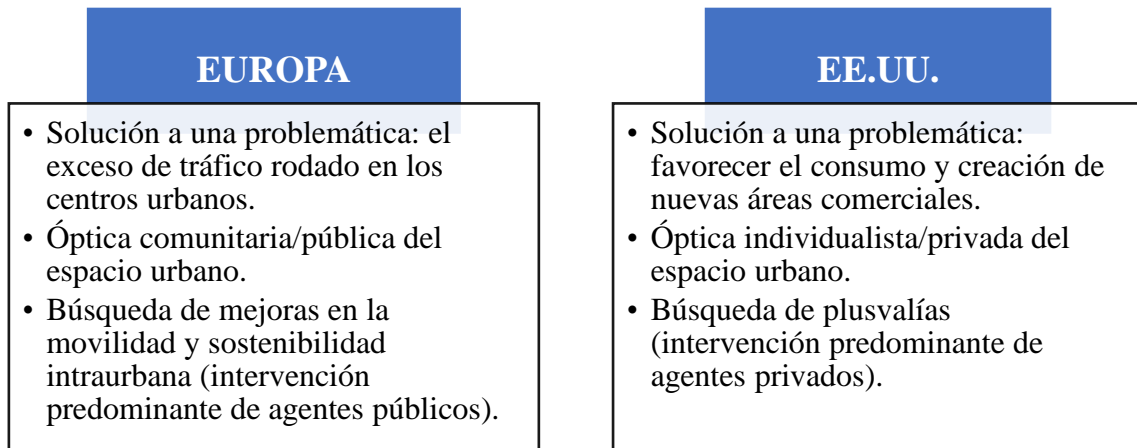 EUROPA
• Solución a una problemática: el
exceso de tráfico rodado en los
centros urbanos.
• Óptica comunitaria/pública del
espacio urbano.
• Búsqueda de mejoras en la
movilidad y sostenibilidad
intraurbana (intervención
predominante de agentes públicos).
EE.UU.
• Solución a una problemática:
favorecer el consumo y creación de
nuevas áreas comerciales.
• Óptica individualista/privada del
espacio urbano.
• Búsqueda de plusvalías
(intervención predominante de
agentes privados).